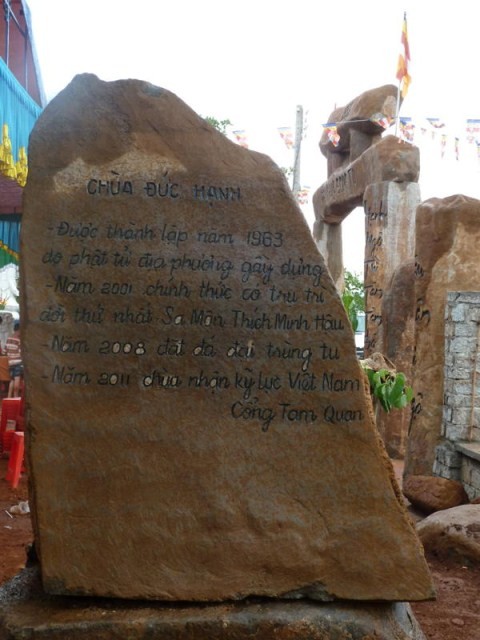 CHÙA ĐỨC HẠNH
- Được thành lập năm 1963
do phật tử địa phương gây dựng
- Năm 2001 chính thức có trụ trì
đời thứ nhất Sa Môn Thích Minh Hậu
- Năm 2008 đặt đá đại trùng tu
- Năm 2011 chùa nhận kỷ lục Việt Nam
Cổng Tam Quan